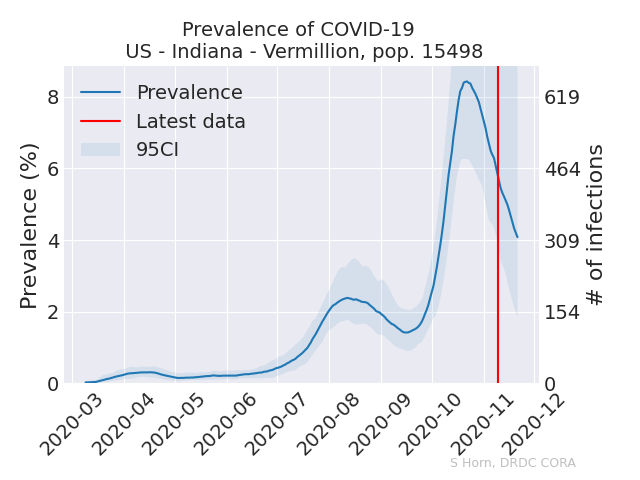 Prevalence of COVID-19
US - Indiana - Vermillion, pop. 15498
Prevalence
Latest data
95CI
Prevalence (%)
8
6
4
2
0
# of infections
619
464
309
154
0
2020-03
2020-04
2020-05
2020-06
2020-07
2020-08
2020-09
2020-10
2020-11
2020-12
S Horn, DRDC CORA